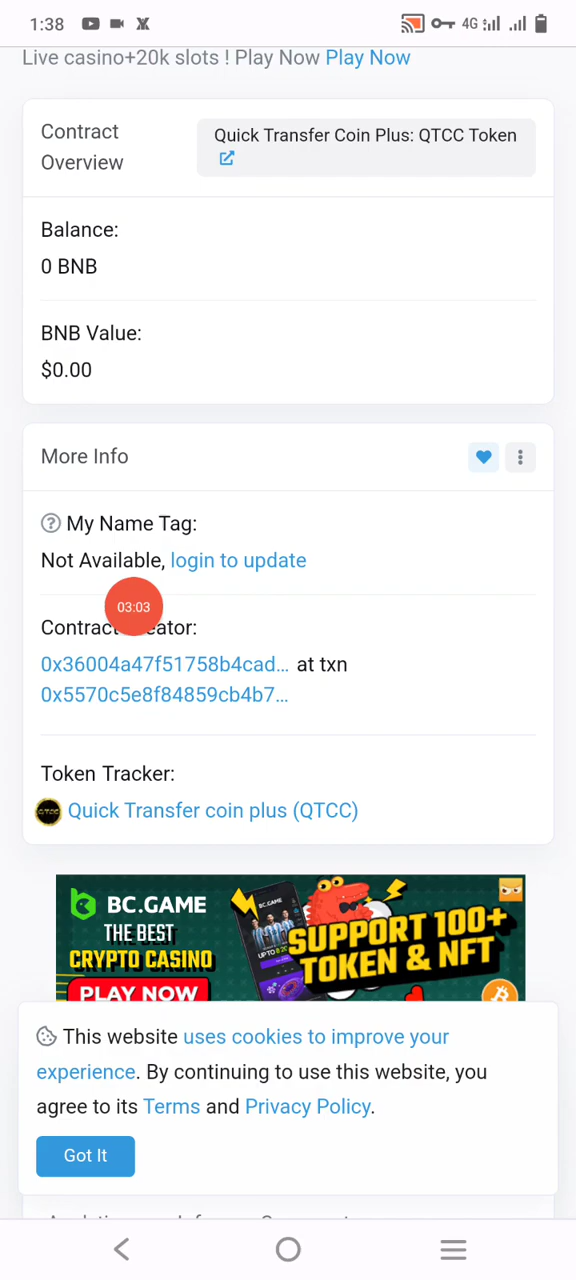 1:38
4G
Live casino+20k slots ! Play Now Play Now
Contract
Overview
Quick Transfer Coin Plus: QTCC Token
Balance:
0 BNB
BNB Value:
$0.00
More Info
My Name Tag:
Not Available, login to update
03:03
Contract eator:
0x36004a47f51758b4cad... at txn
0x5570c5e8f84859cb4b7...
Token Tracker:
Quick Transfer coin plus (QTCC)
BC.GAME
THE BEST
CRYPTO CASINO
PLAY NOW
BC.GAME
SUPPORT 100+
TOKEN & NFT
This website uses cookies to improve your
experience. By continuing to use this website, you
agree to its Terms and Privacy Policy.
Got It